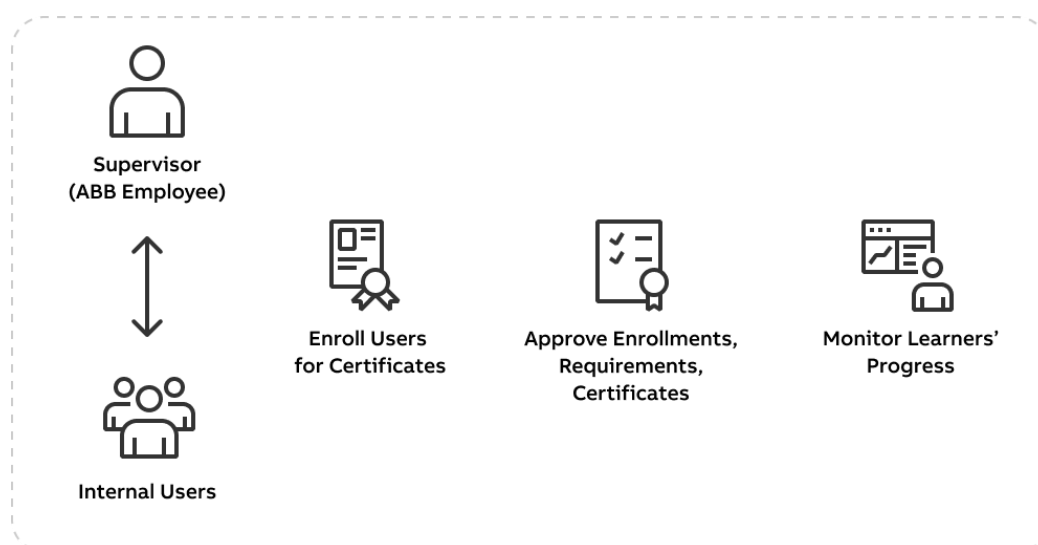 Supervisor
(ABB Employee)
Enroll Users
for Certificates
Approve Enrollments,
Requirements,
Certificates
Monitor Learners’
Progress
Internal Users